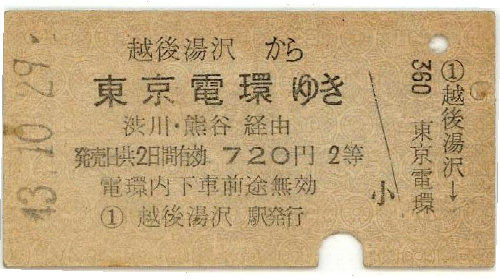 43.10.29
越後湯沢 から
東京電環 ゆき
渋川・熊谷 経由
発売日共2日間有効 720円 2等
電環内下車前途無効
① 越後湯沢 駅発行
小
①越後湯沢→
360 東京電環